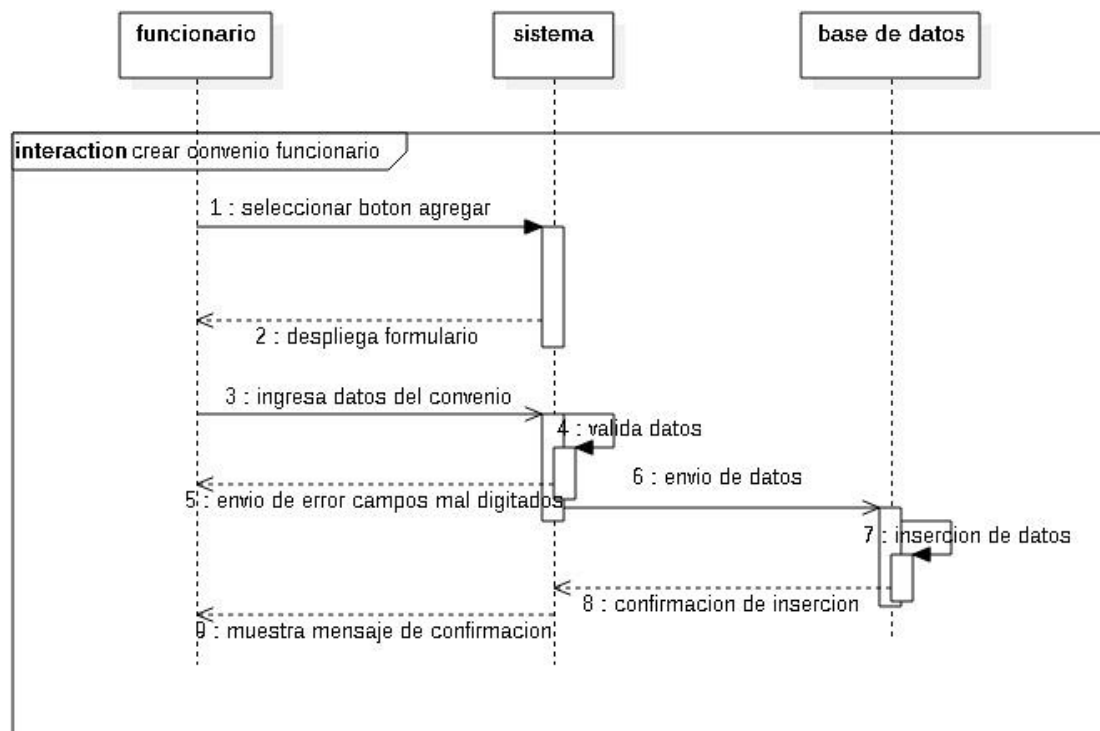 funcionario
sistema
base de datos
interaction crear convenio funcionario
1 : seleccionar boton agregar
2 : despliega formulario
3 : ingresa datos del convenio
4 : valida datos
5 : envio de error campos mal digitados
6 : envio de datos
7 : insercion de datos
8 : confirmacion de insercion
9 : muestra mensaje de confirmacion